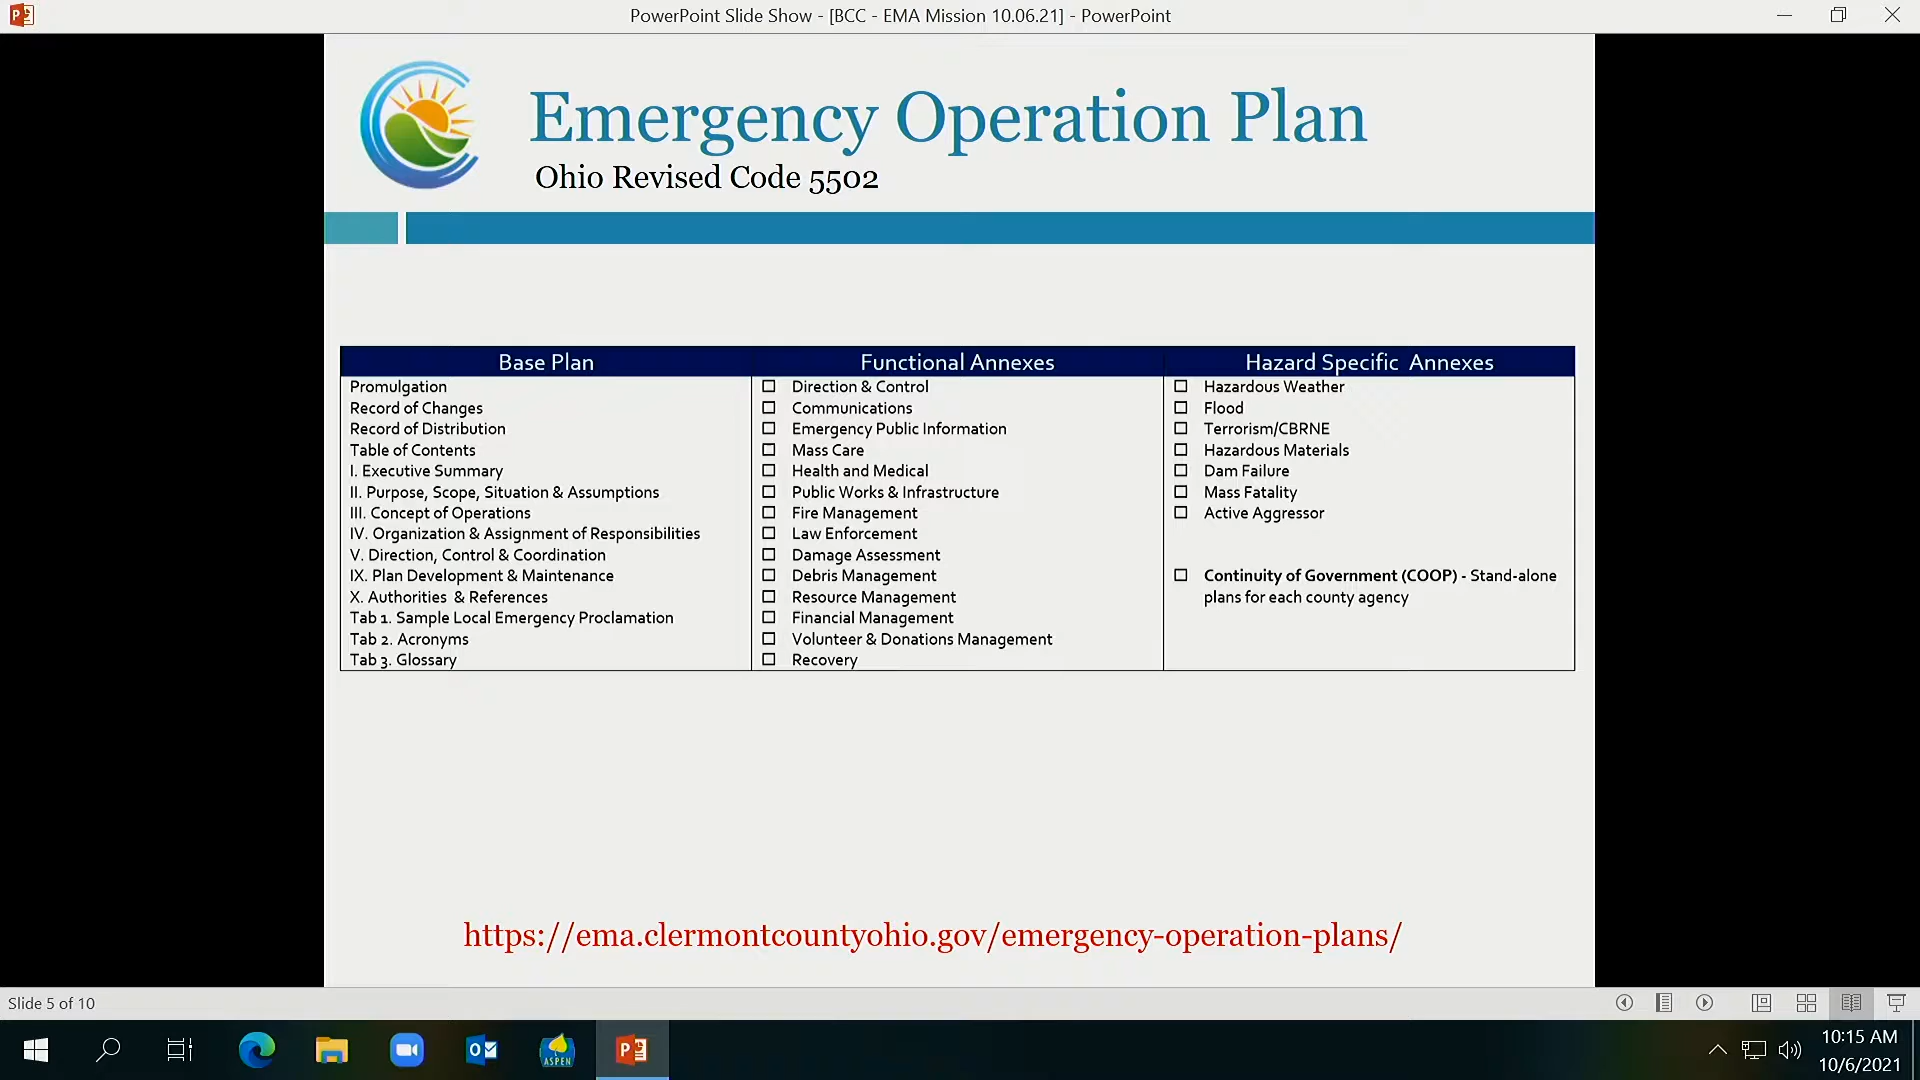 PowerPoint Slide Show - [BCC - EMA Mission 10.06.21] - PowerPoint
Emergency Operation Plan
Ohio Revised Code 5502
Base Plan
Promulgation
Record of Changes
Record of Distribution
Table of Contents
I. Executive Summary
II. Purpose, Scope, Situation & Assumptions
III. Concept of Operations
IV. Organization & Assignment of Responsibilities
V. Direction, Control & Coordination
IX. Plan Development & Maintenance
X. Authorities & References
Tab 1. Sample Local Emergency Proclamation
Tab 2. Acronyms
Tab 3. Glossary
Functional Annexes
Direction & Control
Communications
Emergency Public Information
Mass Care
Health and Medical
Public Works & Infrastructure
Fire Management
Law Enforcement
Damage Assessment
Debris Management
Resource Management
Financial Management
Volunteer & Donations Management
Recovery
Hazard Specific Annexes
Hazardous Weather
Flood
Terrorism/CBRNE
Hazardous Materials
Dam Failure
Mass Fatality
Active Aggressor
Continuity of Government (COOP) - Stand-alone
plans for each county agency
https://ema.clermontcountyohio.gov/emergency-operation-plans/
Slide 5 of 10
ASPEN
10:15 AM
10/6/2021